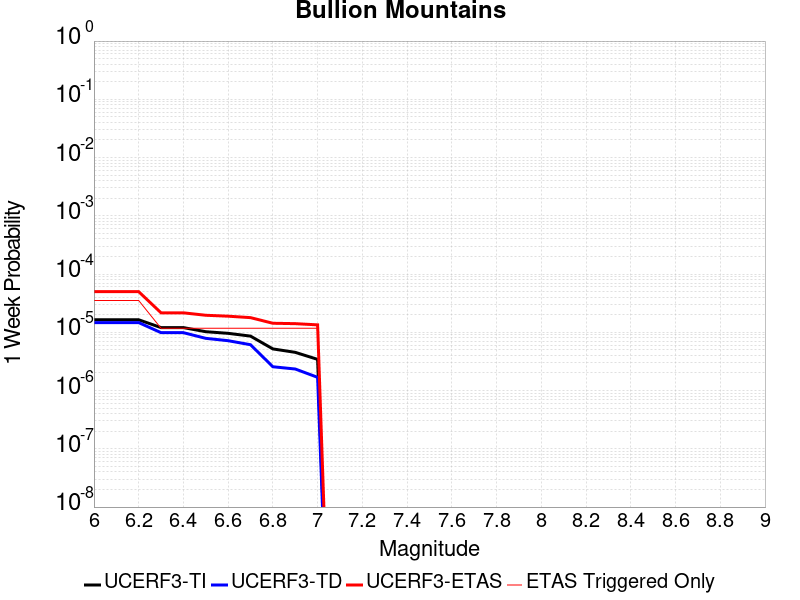 Bullion Mountains
10 0
10 -1
10 -2
10 -3
10 -4
10 -5
10 -6
10 -7
10 -8
1 Week Probability
6 6.2 6.4 6.6 6.8 7 7.2 7.4 7.6 7.8 8 8.2 8.4 8.6 8.8 9
Magnitude
UCERF3-TI UCERF3-TD UCERF3-ETAS ETAS Triggered Only